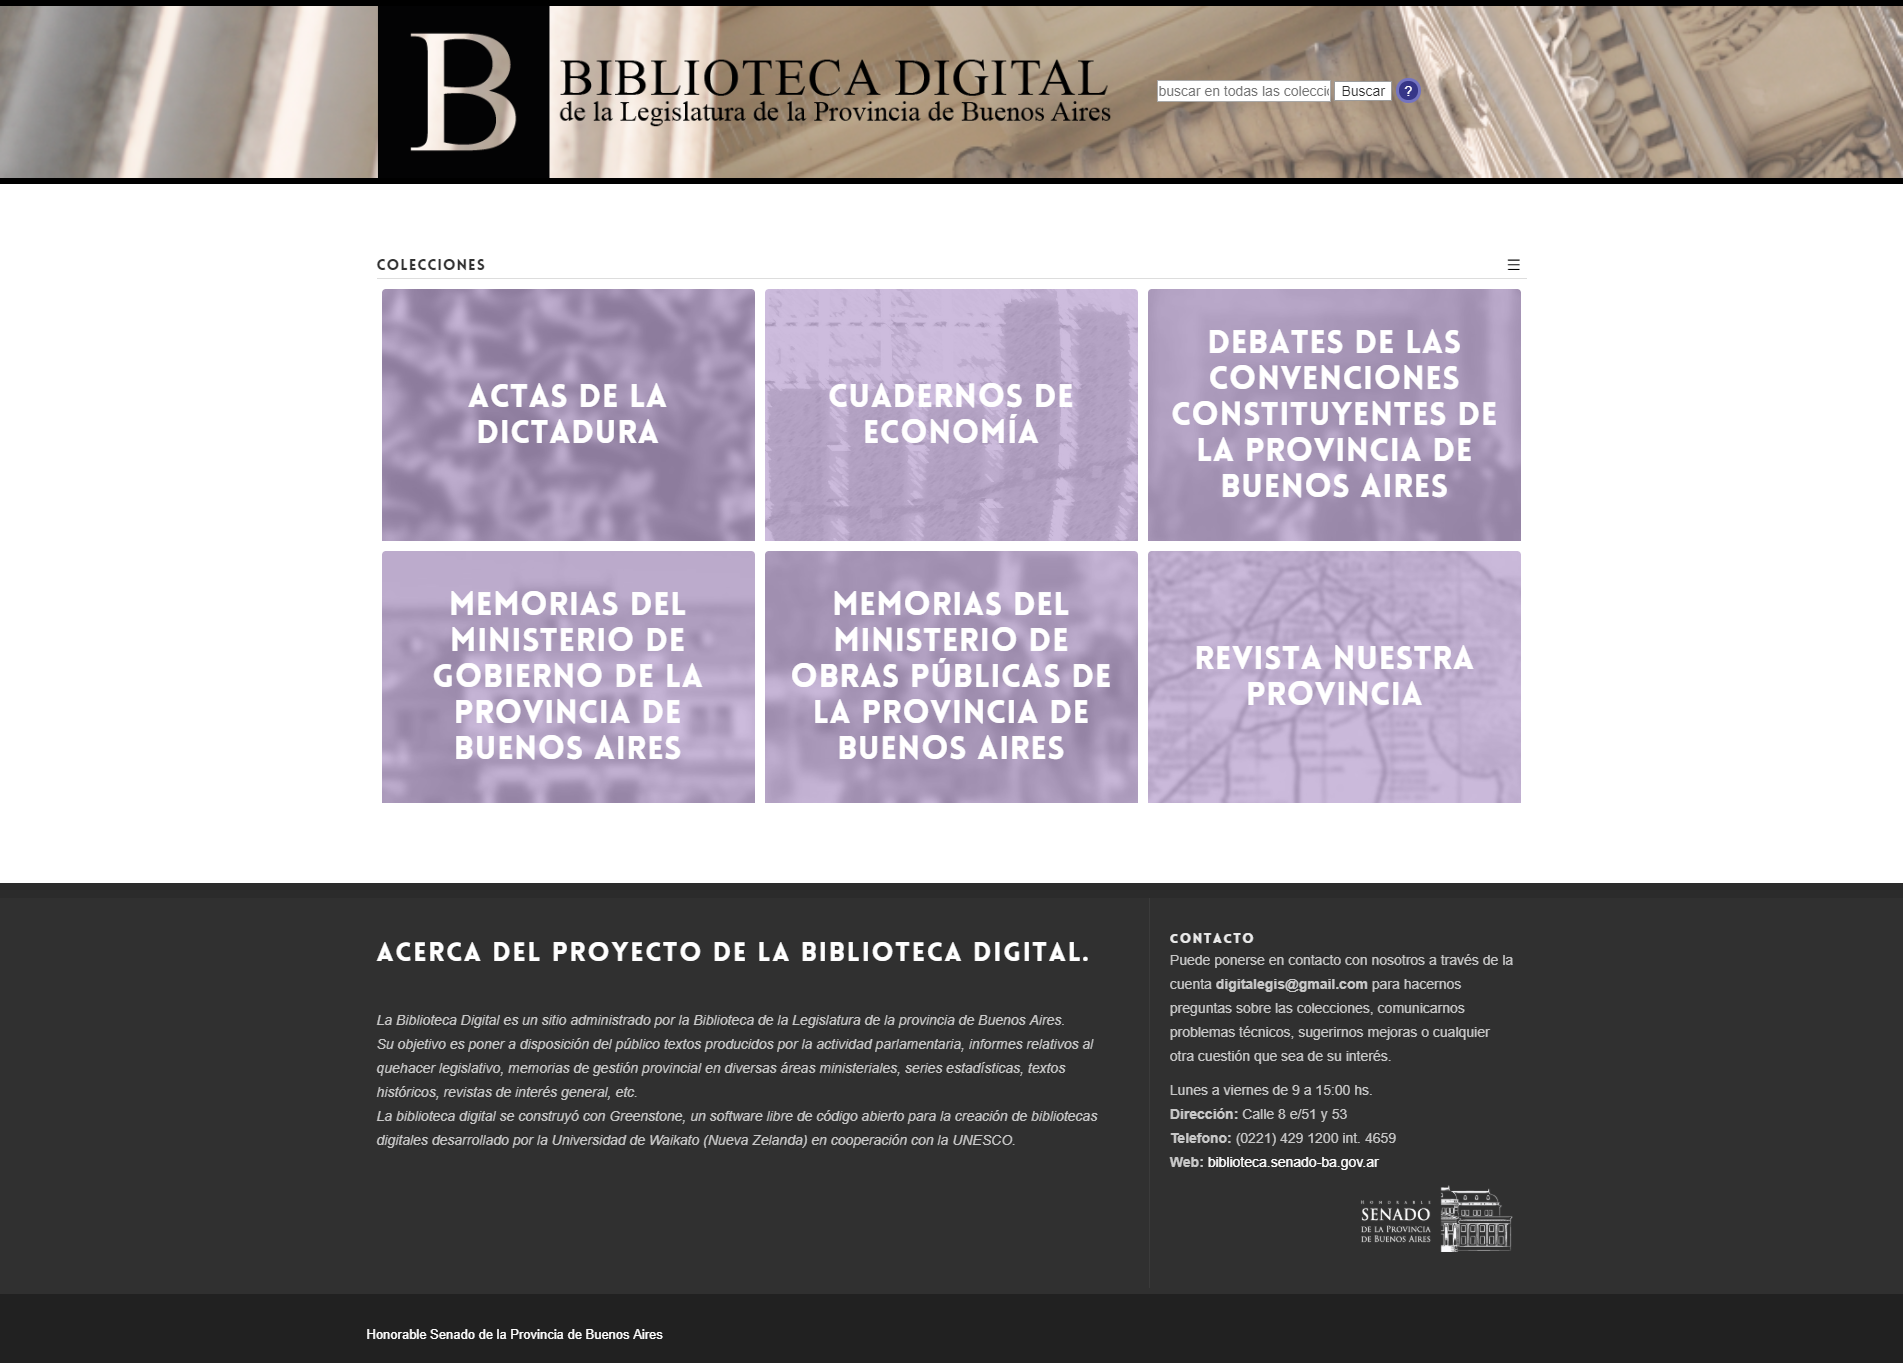 B
BIBLIOTECA DIGITAL
de la Legislatura de la Provincia de Buenos Aires
buscar en todas las colecci
Buscar
?
COLECCIONES
ACTAS DE LA
DICTADURA
CUADERNOS DE
ECONOMÍA
DEBATES DE LAS
CONVENCIONES
CONSTITUYENTES DE
LA PROVINCIA DE
BUENOS AIRES
MEMORIAS DEL
MINISTERIO DE
GOBIERNO DE LA
PROVINCIA DE
BUENOS AIRES
MEMORIAS DEL
MINISTERIO DE
OBRAS PÚBLICAS DE
LA PROVINCIA DE
BUENOS AIRES
REVISTA NUESTRA
PROVINCIA
ACERCA DEL PROYECTO DE LA BIBLIOTECA DIGITAL.
La Biblioteca Digital es un sitio administrado por la Biblioteca de la Legislatura de la provincia de Buenos Aires.
Su objetivo es poner a disposición del público textos producidos por la actividad parlamentaria, informes relativos al
quehacer legislativo, memorias de gestión provincial en diversas áreas ministeriales, series estadísticas, textos
históricos, revistas de interés general, etc.
La biblioteca digital se construyó con Greenstone, un software libre de código abierto para la creación de bibliotecas
digitales desarrollado por la Universidad de Waikato (Nueva Zelanda) en cooperación con la UNESCO.
CONTACTO
Puede ponerse en contacto con nosotros a través de la
cuenta digitalegis@gmail.com para hacernos
preguntas sobre las colecciones, comunicarnos
problemas técnicos, sugerirnos mejoras o cualquier
otra cuestión que sea de su interés.
Lunes a viernes de 9 a 15:00 hs.
Dirección: Calle 8 e/51 y 53
Telefono: (0221) 429 1200 int. 4659
Web: biblioteca.senado-ba.gov.ar
HONORABLE
SENADO
DE LA PROVINCIA
DE BUENOS AIRES
Honorable Senado de la Provincia de Buenos Aires